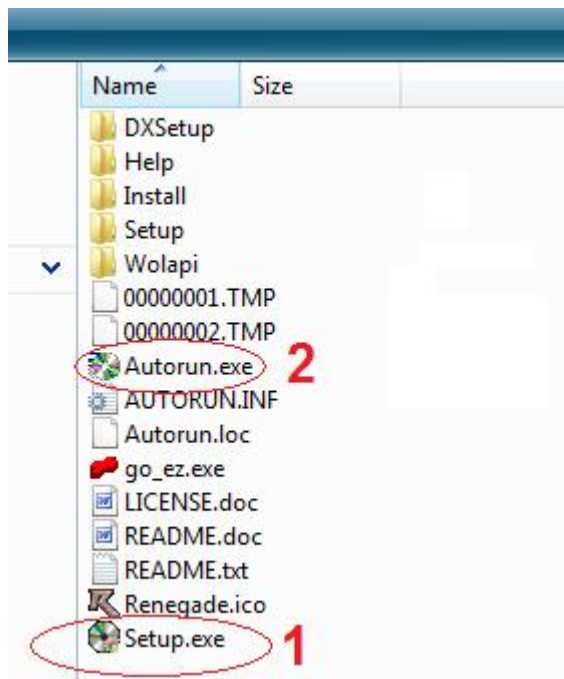 Name Size
DXSetup
Help
Install
Setup
Wolapi
00000001.TMP
00000002.TMP
Autorun.exe 2
AUTORUN.INF
Autorun.loc
go_ez.exe
LICENSE.doc
README.doc
README.txt
Renegade.ico
Setup.exe 1